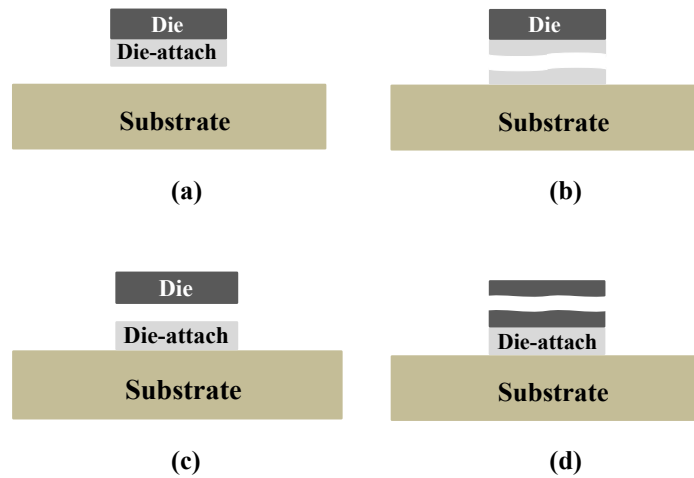 Die
Die-attach
Substrate
(a)
Die
Substrate
(b)
Die
Die-attach
Substrate
(c)
Die-attach
Substrate
(d)